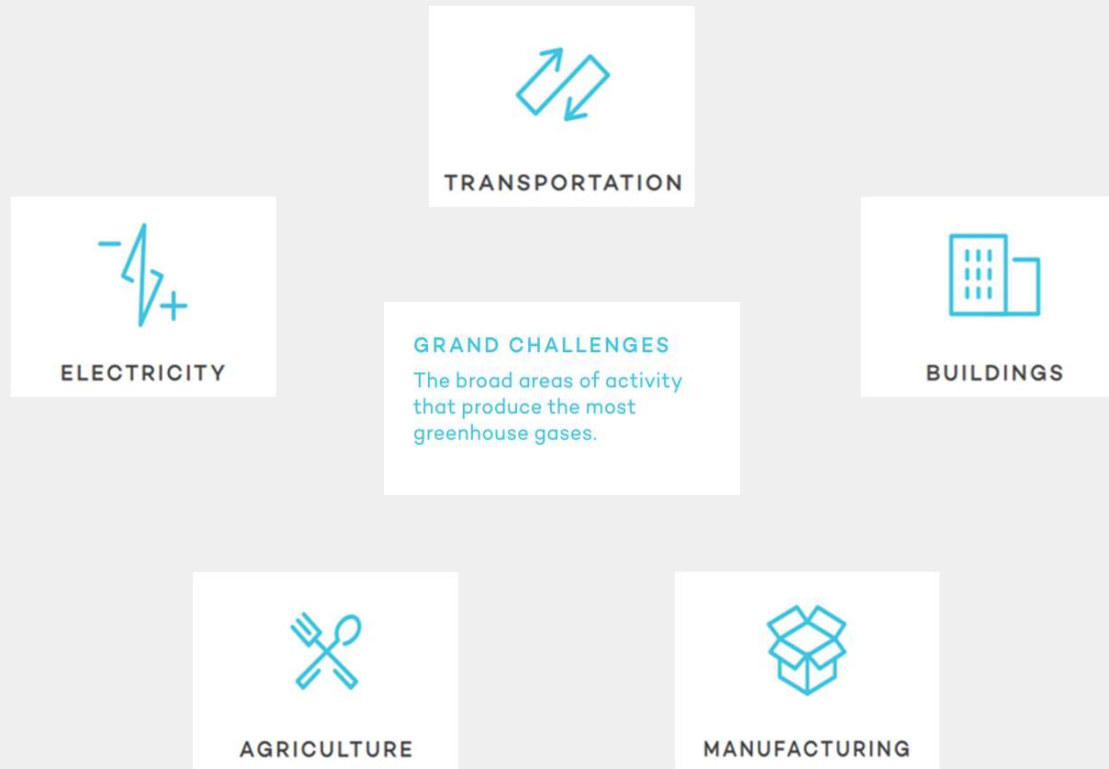 TRANSPORTATION
ELECTRICITY
BUILDINGS
GRAND CHALLENGES
The broad areas of activity
that produce the most
greenhouse gases.
AGRICULTURE
MANUFACTURING